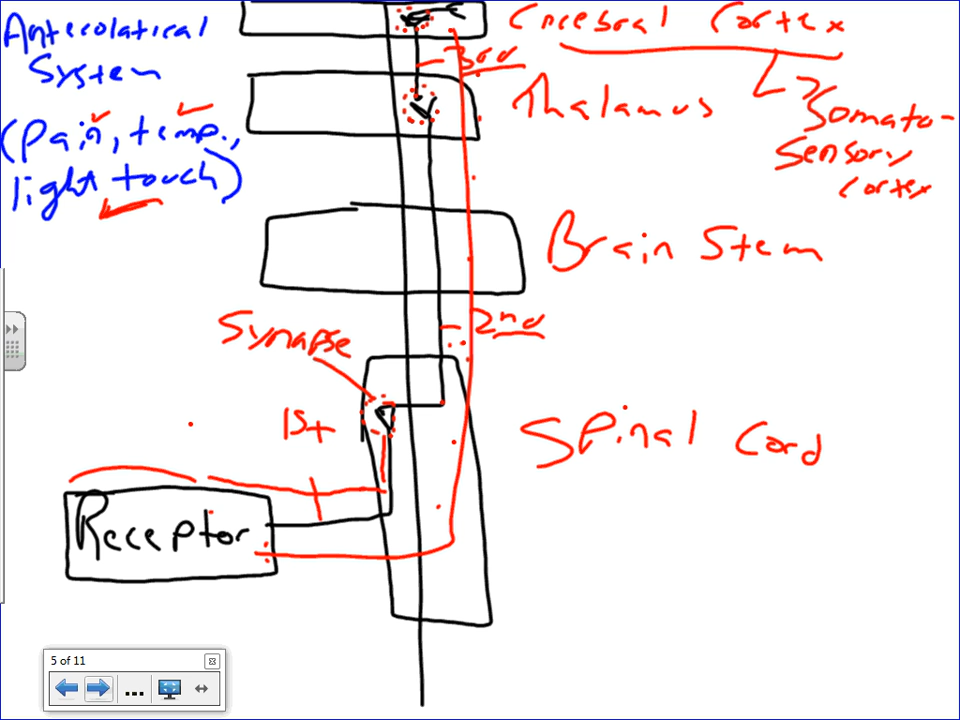 Anterolatical
System
(Pain, temp.,
light touch)
Cerebral Cortex
3rd
Thalamus
Somato-
Sensory
Cortex
Brain Stem
Synapse
2nd
1st
Spinal Cord
Receptor
5 of 11
...